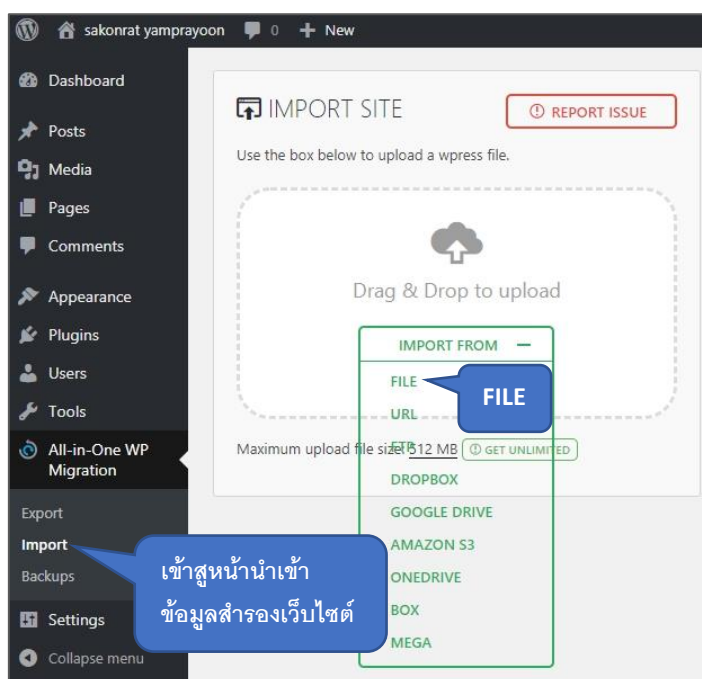 sakonrat yamprayoon 0 + New
Dashboard
Posts
Media
Pages
Comments
Appearance
Plugins
Users
Tools
All-in-One WP
Migration
Export
Import
Backups
Settings
Collapse menu
IMPORT SITE
REPORT ISSUE
Use the box below to upload a wpress file.
Drag & Drop to upload
IMPORT FROM
FILE
FILE
URL
FTP
Maximum upload file size: 512 MB GET UNLIMITED
DROPBOX
GOOGLE DRIVE
AMAZON S3
ONEDRIVE
BOX
MEGA
เข้าสู่หน้านำเข้า
ข้อมูลสำรองเว็บไซต์